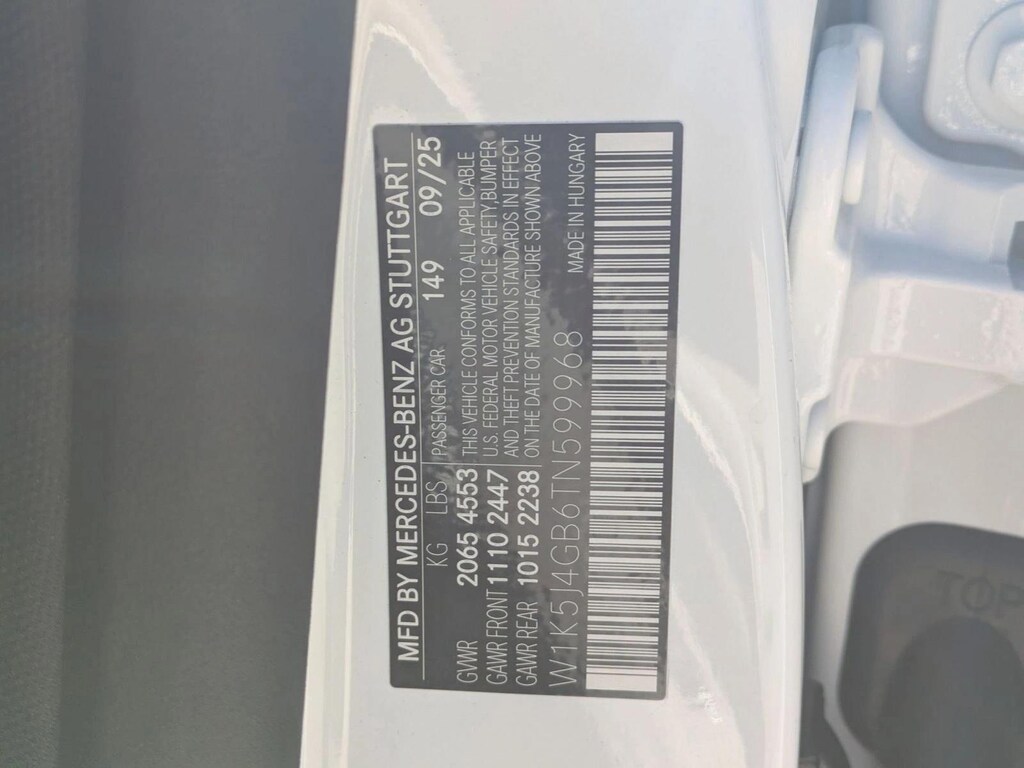 MFD BY MERCEDES-BENZ AG STUTTGART
KG LBS PASSENGER CAR 149 09/25
GVWR 2065 4553 THIS VEHICLE CONFORMS TO ALL APPLICABLE
GAWR FRONT 1110 2447 U.S. FEDERAL MOTOR VEHICLE SAFETY,BUMPER
GAWR REAR 1015 2238 AND THEFT PREVENTION STANDARDS IN EFFECT
ON THE DATE OF MANUFACTURE SHOWN ABOVE
W1K5J4GB6TN599968 MADE IN HUNGARY
TOP